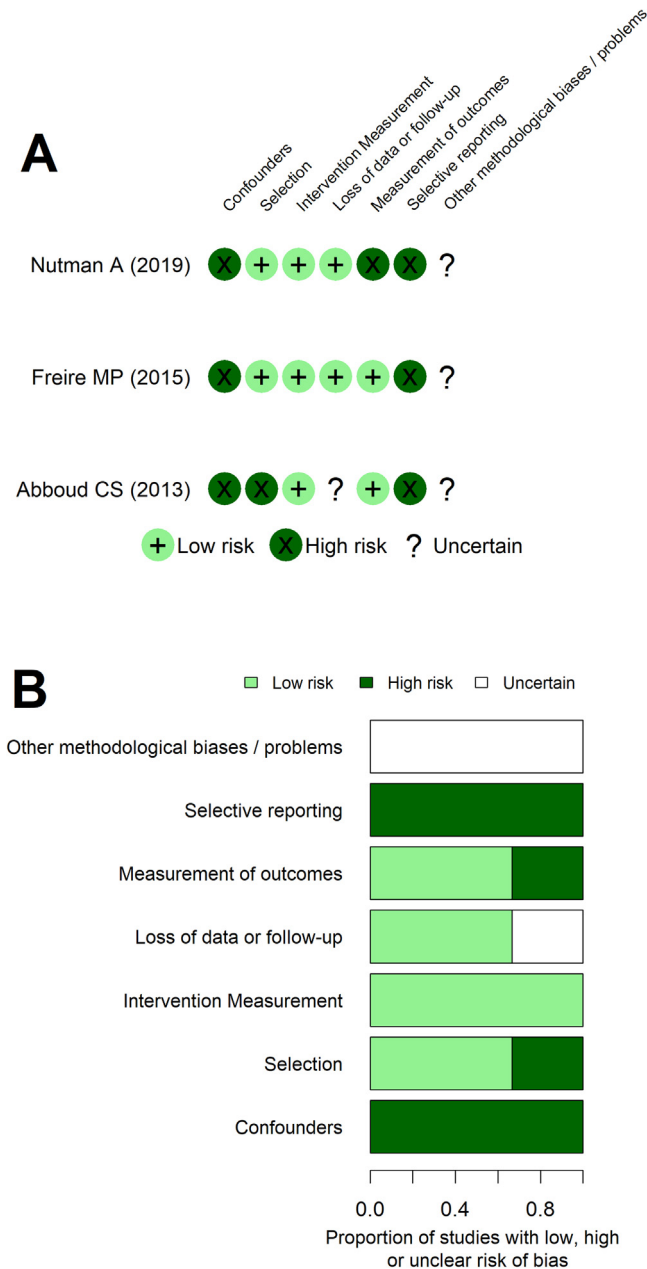 A
Confounders
Selection
Intervention Measurement
Loss of data or follow-up
Measurement of outcomes
Selective reporting
Other methodological biases / problems
Nutman A (2019) X + + + X X ?
Freire MP (2015) X + + + + X ?
Abboud CS (2013) X X + ? + X ?
+ Low risk X High risk ? Uncertain
B
Low risk High risk Uncertain
Other methodological biases / problems
Selective reporting
Measurement of outcomes
Loss of data or follow-up
Intervention Measurement
Selection
Confounders
0.0 0.4 0.8
Proportion of studies with low, high
or unclear risk of bias